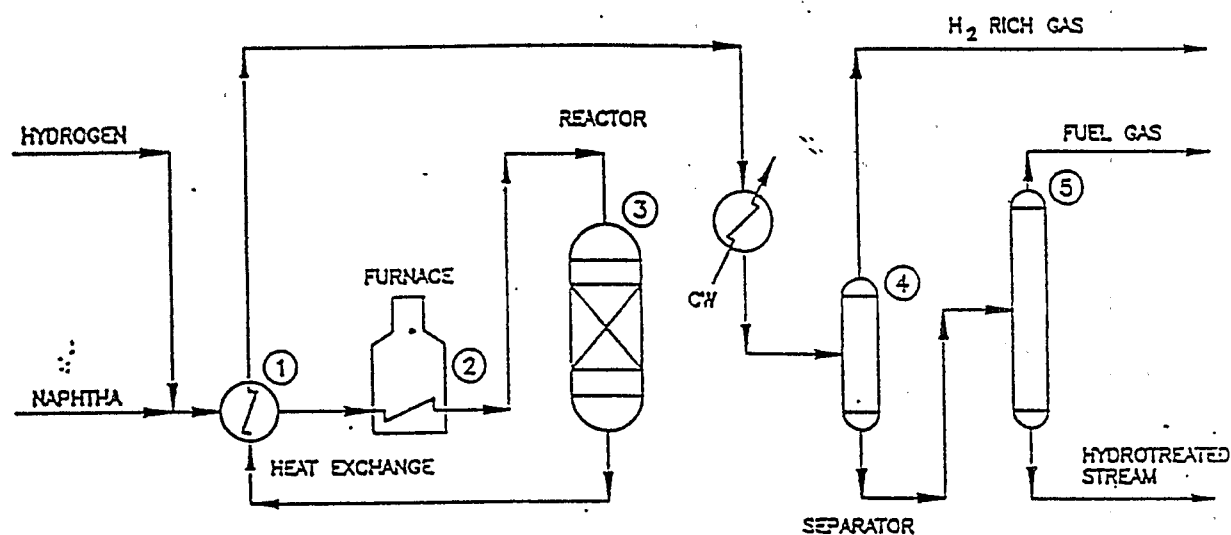 H₂ RICH GAS
REACTOR
HYDROGEN
FUEL GAS
5
3
FURNACE
CW
4
1
2
NAPHTHA
HEAT EXCHANGE
HYDROTREATED
STREAM
SEPARATOR